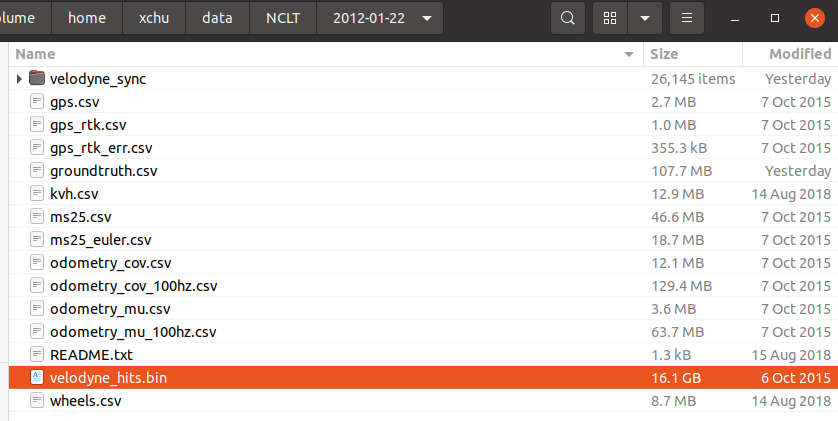 olume home xchu data NCLT 2012-01-22
Name Size Modified
velodyne_sync 26,145 items Yesterday
gps.csv 2.7 MB 7 Oct 2015
gps_rtk.csv 1.0 MB 7 Oct 2015
gps_rtk_err.csv 355.3 kB 7 Oct 2015
groundtruth.csv 107.7 MB Yesterday
kvh.csv 12.9 MB 14 Aug 2018
ms25.csv 46.6 MB 7 Oct 2015
ms25_euler.csv 18.7 MB 7 Oct 2015
odometry_cov.csv 12.1 MB 7 Oct 2015
odometry_cov_100hz.csv 129.4 MB 7 Oct 2015
odometry_mu.csv 3.6 MB 7 Oct 2015
odometry_mu_100hz.csv 63.7 MB 7 Oct 2015
README.txt 1.3 kB 15 Aug 2018
velodyne_hits.bin 16.1 GB 6 Oct 2015
wheels.csv 8.7 MB 14 Aug 2018